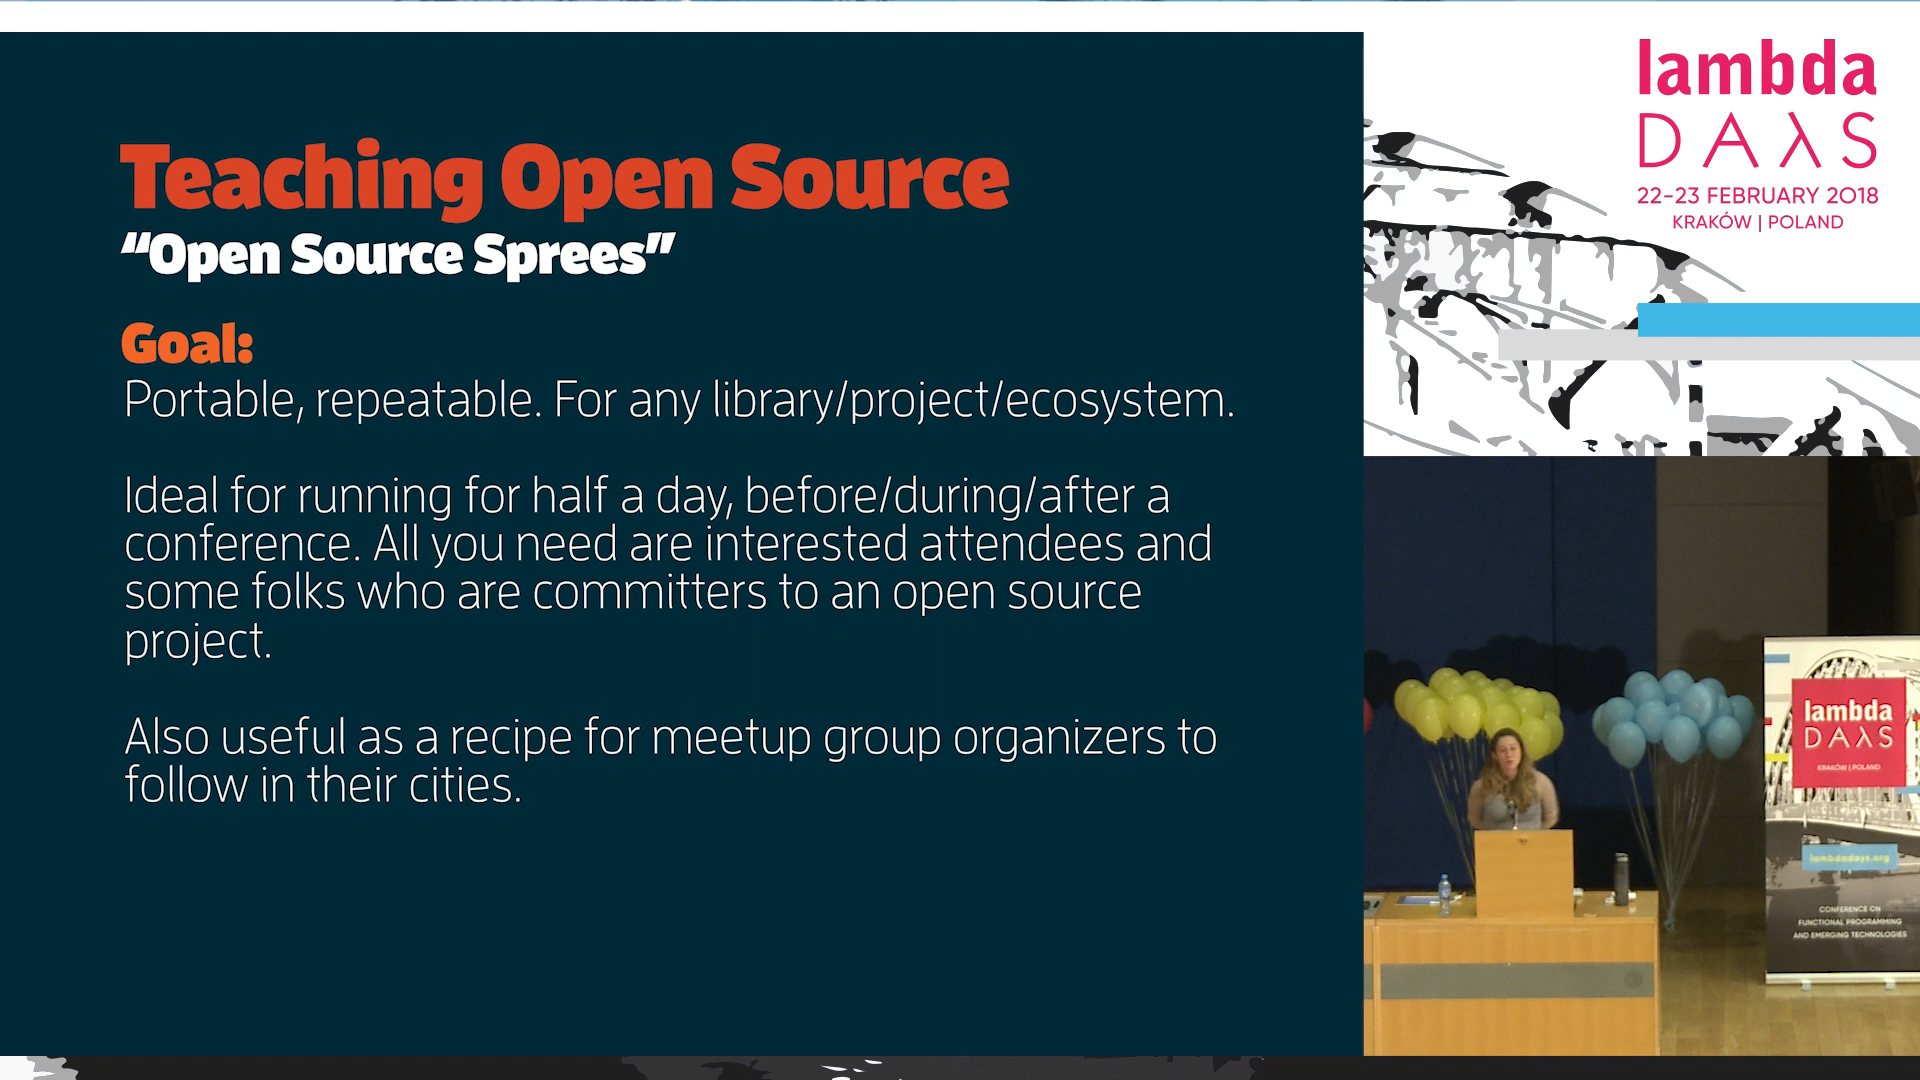 Teaching Open Source
“Open Source Sprees”
Goal:
Portable, repeatable. For any library/project/ecosystem.
Ideal for running for half a day, before/during/after a
conference. All you need are interested attendees and
some folks who are committers to an open source
project.
Also useful as a recipe for meetup group organizers to
follow in their cities.
lambda
DAλS
22-23 FEBRUARY 2018
KRAKÓW | POLAND
lambda
DAλS
KRAKÓW | POLAND
lambdadays.org
CONFERENCE ON
FUNCTIONAL PROGRAMMING
AND EMERGING TECHNOLOGIES